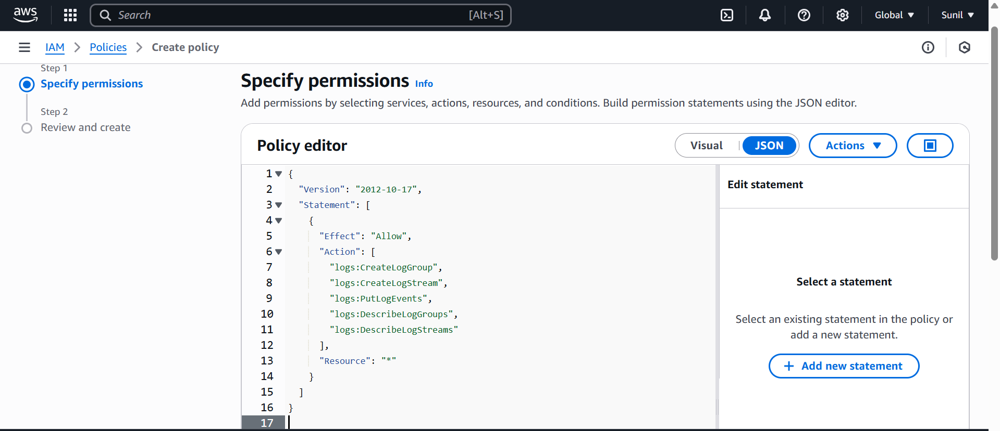 aws
Search [Alt+S]
Global
Sunil
IAM
Policies
Create policy
Step 1
Specify permissions
Step 2
Review and create
Specify permissions Info
Add permissions by selecting services, actions, resources, and conditions. Build permission statements using the JSON editor.
Policy editor
Visual
JSON
Actions
1 {
2 "Version": "2012-10-17",
3 "Statement": [
4 {
5 "Effect": "Allow",
6 "Action": [
7 "logs:CreateLogGroup",
8 "logs:CreateLogStream",
9 "logs:PutLogEvents",
10 "logs:DescribeLogGroups",
11 "logs:DescribeLogStreams"
12 ],
13 "Resource": "*"
14 }
15 ]
16 }
17
Edit statement
Select a statement
Select an existing statement in the policy or
add a new statement.
+ Add new statement